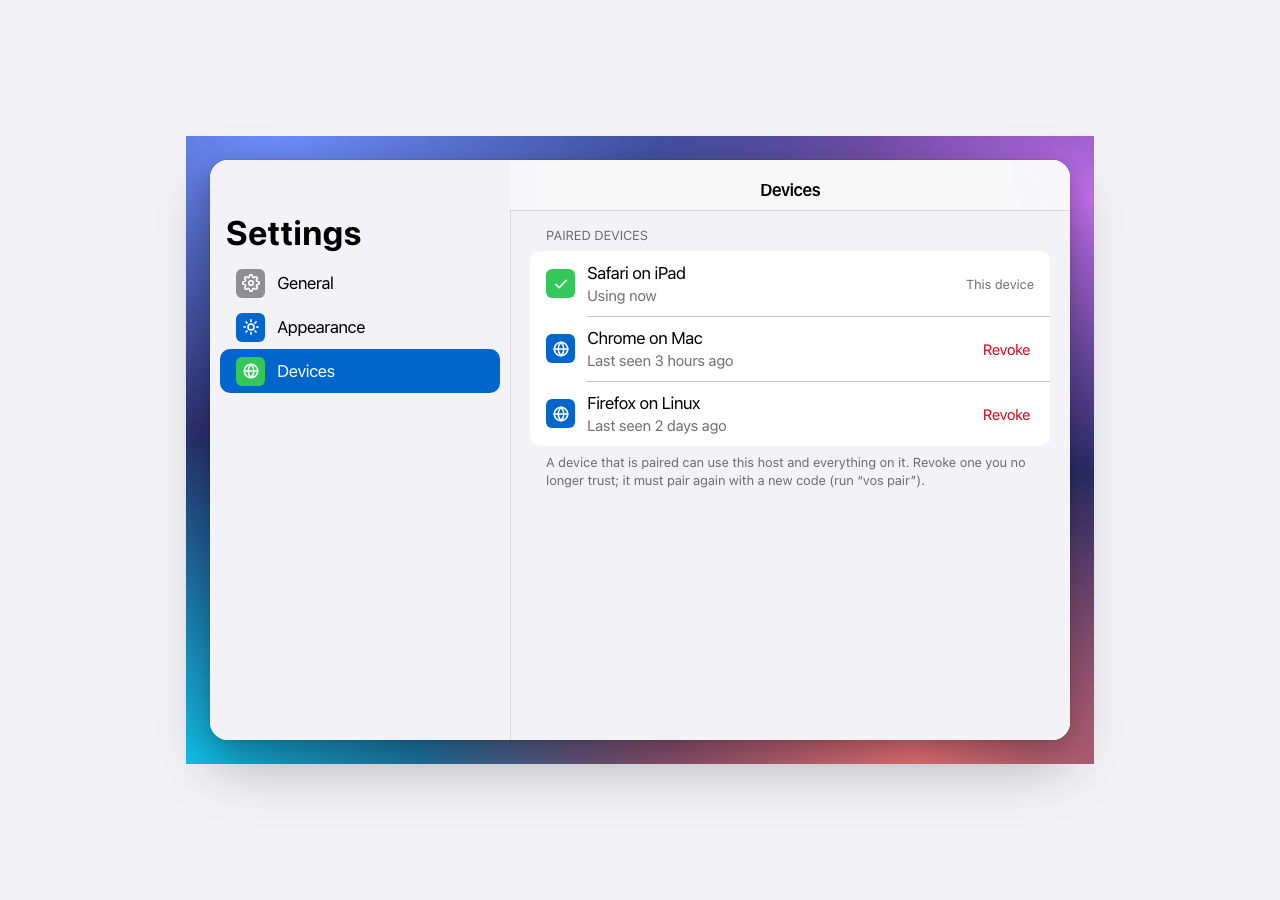 Settings
General
Appearance
Devices
Devices
PAIRED DEVICES
Safari on iPad
Using now
This device
Chrome on Mac
Last seen 3 hours ago
Revoke
Firefox on Linux
Last seen 2 days ago
Revoke
A device that is paired can use this host and everything on it. Revoke one you no
longer trust; it must pair again with a new code (run “vos pair”).